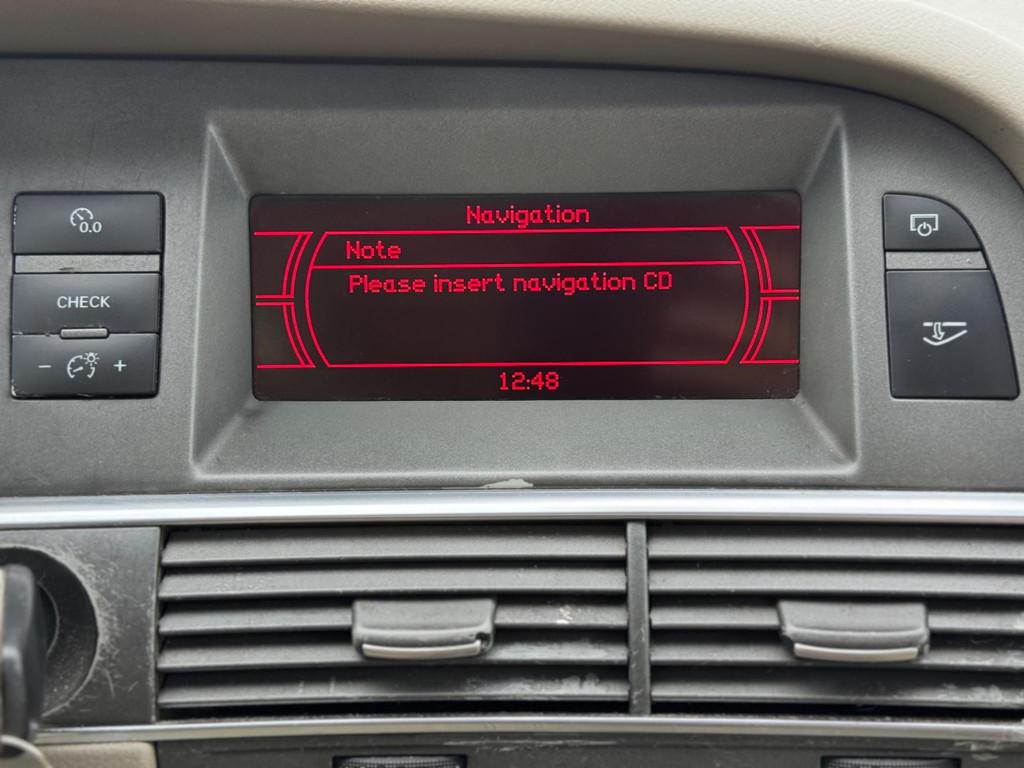 Navigation
Note
Please insert navigation CD
12:48
0.0
CHECK
- +